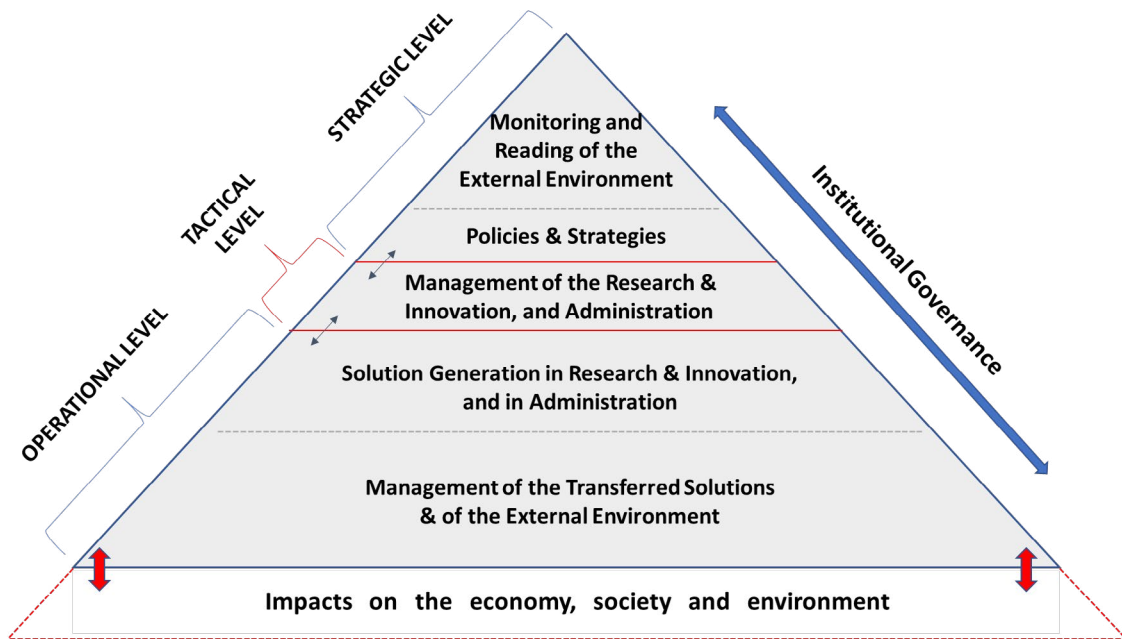 STRATEGIC LEVEL
TACTICAL
LEVEL
OPERATIONAL LEVEL
Monitoring and
Reading of the
External Environment
Policies & Strategies
Management of the Research &
Innovation, and Administration
Solution Generation in Research & Innovation,
and in Administration
Management of the Transferred Solutions
& of the External Environment
Impacts on the economy, society and environment
Institutional Governance